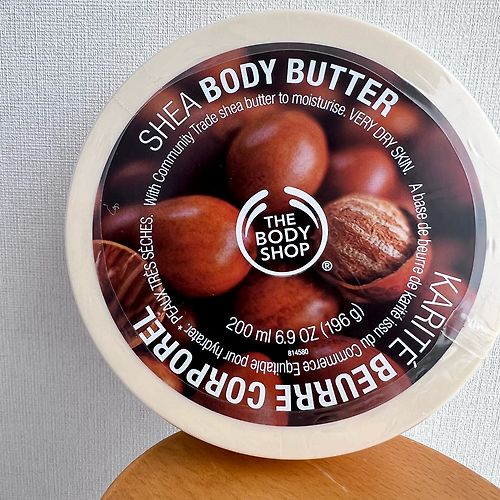 SHEA BODY BUTTER
With Community Trade shea butter to moisturise. VERY DRY SKIN.
THE
BODY
SHOP
®
200 ml 6.9 OZ (196 g)
814580
A base de beurre de karité issu du Commerce Equitable pour hydrater.* PEAUX TRÈS SÈCHES.
KARITÉ BEURRE CORPOREL